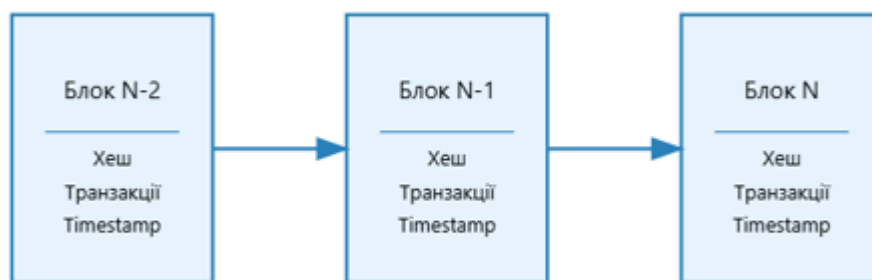 Блок N-2
Хеш
Транзакції
Timestamp
Блок N-1
Хеш
Транзакції
Timestamp
Блок N
Хеш
Транзакції
Timestamp